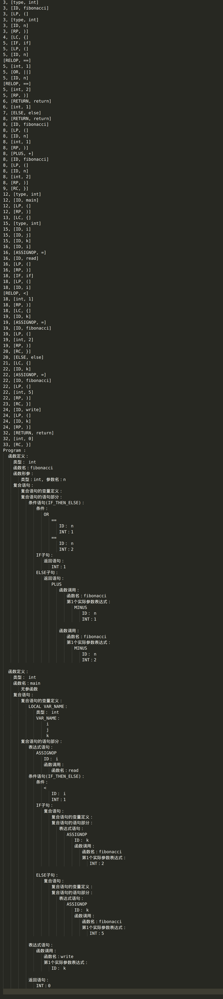 3, [type, int]
3, [ID, fibonacci]
3, [LP, (]
3, [type, int]
3, [ID, n]
3, [RP, )]
4, [LC, {]
5, [IF, if]
5, [LP, (]
5, [ID, n]
[RELOP, ==]
5, [int, 1]
5, [OR, ||]
5, [ID, n]
[RELOP, ==]
5, [int, 2]
5, [RP, )]
6, [RETURN, return]
6, [int, 1]
7, [ELSE, else]
8, [RETURN, return]
8, [ID, fibonacci]
8, [LP, (]
8, [ID, n]
8, [int, 1]
8, [RP, )]
8, [PLUS, +]
8, [ID, fibonacci]
8, [LP, (]
8, [ID, n]
8, [int, 2]
8, [RP, )]
9, [RC, }]
12, [type, int]
12, [ID, main]
12, [LP, (]
12, [RP, )]
13, [LC, {]
15, [type, int]
15, [ID, i]
15, [ID, j]
15, [ID, k]
16, [ID, i]
16, [ASSIGNOP, =]
16, [ID, read]
16, [LP, (]
16, [RP, )]
18, [IF, if]
18, [LP, (]
18, [ID, i]
[RELOP, <]
18, [int, 1]
18, [RP, )]
18, [LC, {]
19, [ID, k]
19, [ASSIGNOP, =]
19, [ID, fibonacci]
19, [LP, (]
19, [int, 2]
19, [RP, )]
20, [RC, }]
20, [ELSE, else]
21, [LC, {]
22, [ID, k]
22, [ASSIGNOP, =]
22, [ID, fibonacci]
22, [LP, (]
22, [int, 5]
22, [RP, )]
23, [RC, }]
24, [ID, write]
24, [LP, (]
24, [ID, k]
24, [RP, )]
32, [RETURN, return]
32, [int, 0]
33, [RC, }]
Program :
函数定义：
类型： int
函数名：fibonacci
函数形参：
类型：int, 参数名：n
复合语句：
复合语句的变量定义：
复合语句的语句部分：
条件语句(IF_THEN_ELSE)：
条件：
OR
==
ID： n
INT：1
==
ID： n
INT：2
IF子句：
返回语句：
INT：1
ELSE子句：
返回语句：
PLUS
函数调用：
函数名：fibonacci
第1个实际参数表达式：
MINUS
ID： n
INT：1
函数调用：
函数名：fibonacci
第1个实际参数表达式：
MINUS
ID： n
INT：2
函数定义：
类型： int
函数名：main
无参函数
复合语句：
复合语句的变量定义：
LOCAL VAR_NAME：
类型： int
VAR_NAME：
i
j
k
复合语句的语句部分：
表达式语句：
ASSIGNOP
ID： i
函数调用：
函数名：read
条件语句(IF_THEN_ELSE)：
条件：
<
ID： i
INT：1
IF子句：
复合语句：
复合语句的变量定义：
复合语句的语句部分：
表达式语句：
ASSIGNOP
ID： k
函数调用：
函数名：fibonacci
第1个实际参数表达式：
INT：2
ELSE子句：
复合语句：
复合语句的变量定义：
复合语句的语句部分：
表达式语句：
ASSIGNOP
ID： k
函数调用：
函数名：fibonacci
第1个实际参数表达式：
INT：5
表达式语句：
函数调用：
函数名：write
第1个实际参数表达式：
ID： k
返回语句：
INT：0